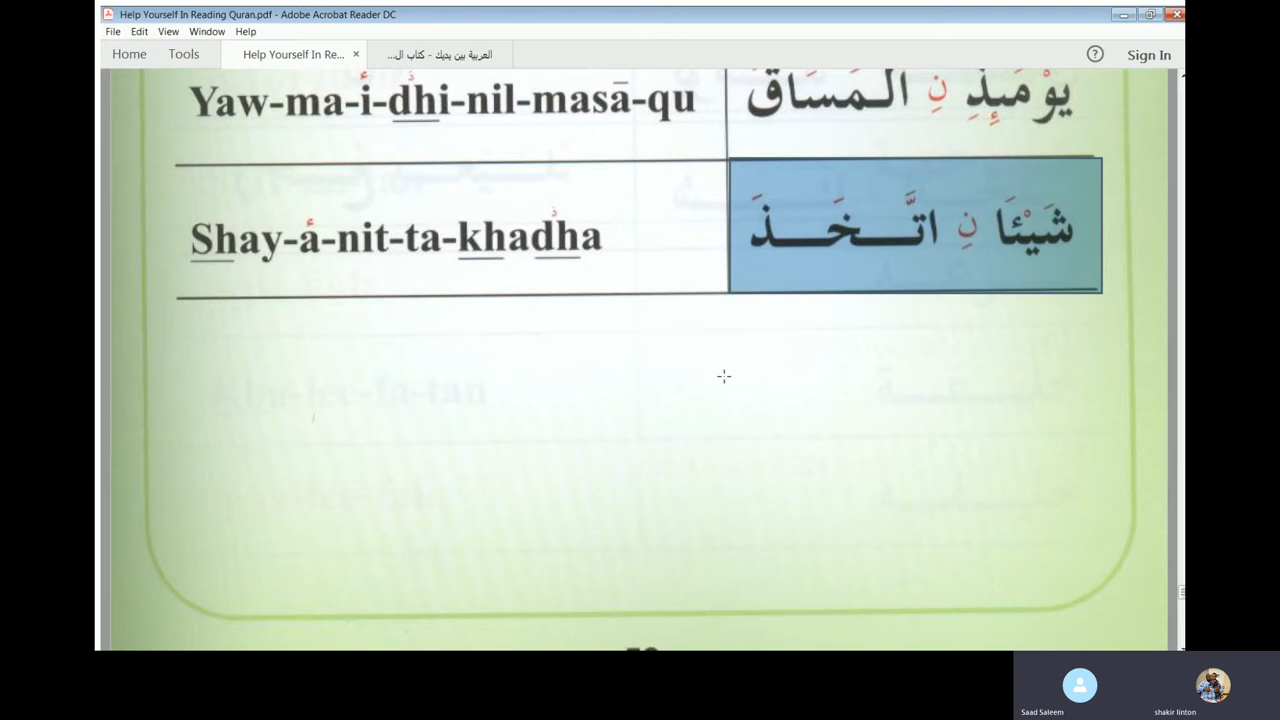 Help Yourself In Reading Quran.pdf - Adobe Acrobat Reader DC
File Edit View Window Help
Home Tools Help Yourself In Re... × العربية بين يديك - كتاب ال... Sign In
Yaw-ma-i-dhi-nil-masā-qu يَوْمَئِذِ نِ الْمَسَاقُ
Shay-a-nit-ta-khadha شَيْئَا نِ اتَّخَذَ
Saad Saleem shakir linton